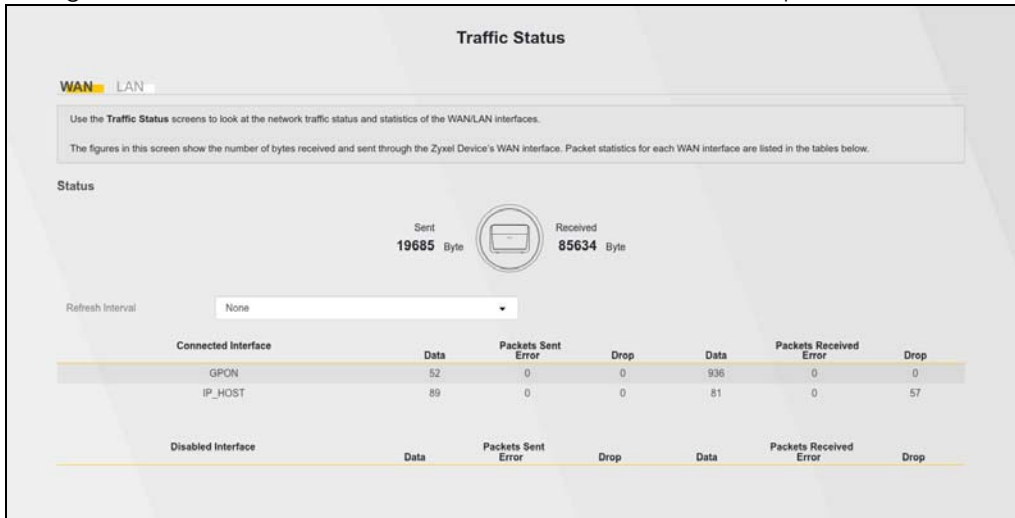 Traffic Status
WAN LAN
Use the Traffic Status screens to look at the network traffic status and statistics of the WAN/LAN interfaces.
The figures in this screen show the number of bytes received and sent through the Zyxel Device's WAN interface. Packet statistics for each WAN interface are listed in the tables below.
Status
Sent Received
19685 Byte 85634 Byte
Refresh Interval None
Connected Interface Packets Sent Packets Received
Data Error Drop Data Error Drop
GPON 52 0 0 936 0 0
IP_HOST 89 0 0 81 0 57
Disabled Interface Packets Sent Packets Received
Data Error Drop Data Error Drop